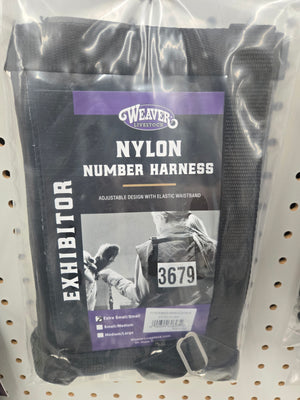 WEAVER
LIVESTOCK
NYLON
NUMBER HARNESS
ADJUSTABLE DESIGN WITH ELASTIC WAISTBAND
EXHIBITOR
3679
Extra Small/Small
Small/Medium
Medium/Large